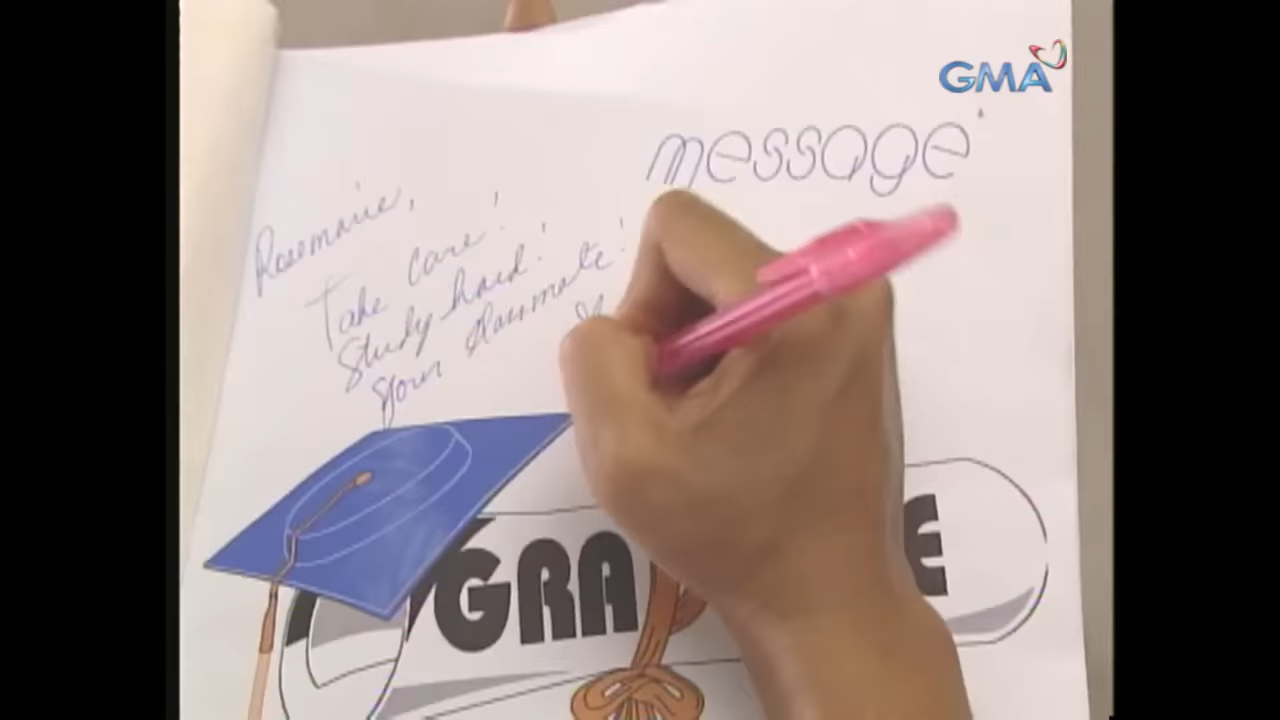 GMA
message
Rosemarie,
Take care!
Study hard!
Your classmate!
GRA E